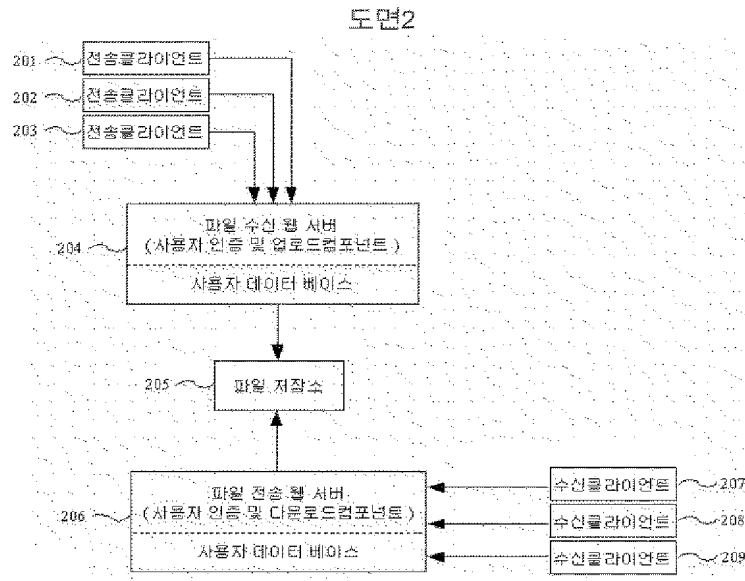 도면2
201 전송클라이언트
202 전송클라이언트
203 전송클라이언트
204
파일 수신 웹 서버
(사용자 인증 및 업로드컴포넌트)
사용자 데이터 베이스
205 파일 저장소
206
파일 전송 웹 서버
(사용자 인증 및 다운로드컴포넌트)
사용자 데이터 베이스
수신클라이언트 207
수신클라이언트 208
수신클라이언트 209